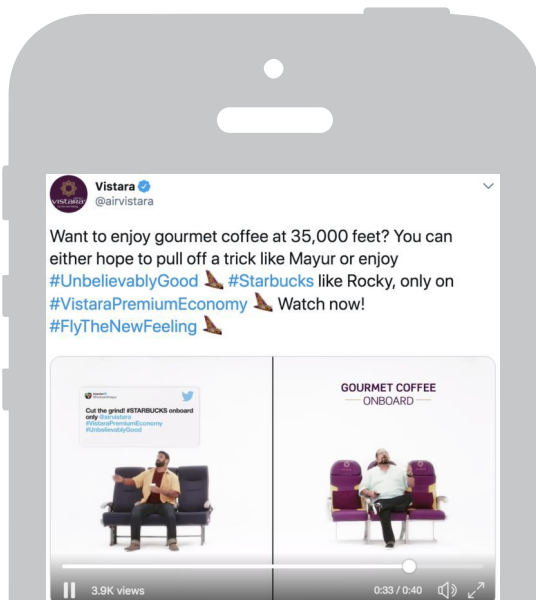 Vistara
@airvistara
Want to enjoy gourmet coffee at 35,000 feet? You can
either hope to pull off a trick like Mayur or enjoy
#UnbelievablyGood #Starbucks like Rocky, only on
#VistaraPremiumEconomy Watch now!
#FlyTheNewFeeling
Cut the grind! #STARBUCKS onboard
only @airvistara
#VistaraPremiumEconomy
#UnbelievablyGood
GOURMET COFFEE
ONBOARD
3.9K views
0:33 / 0:40